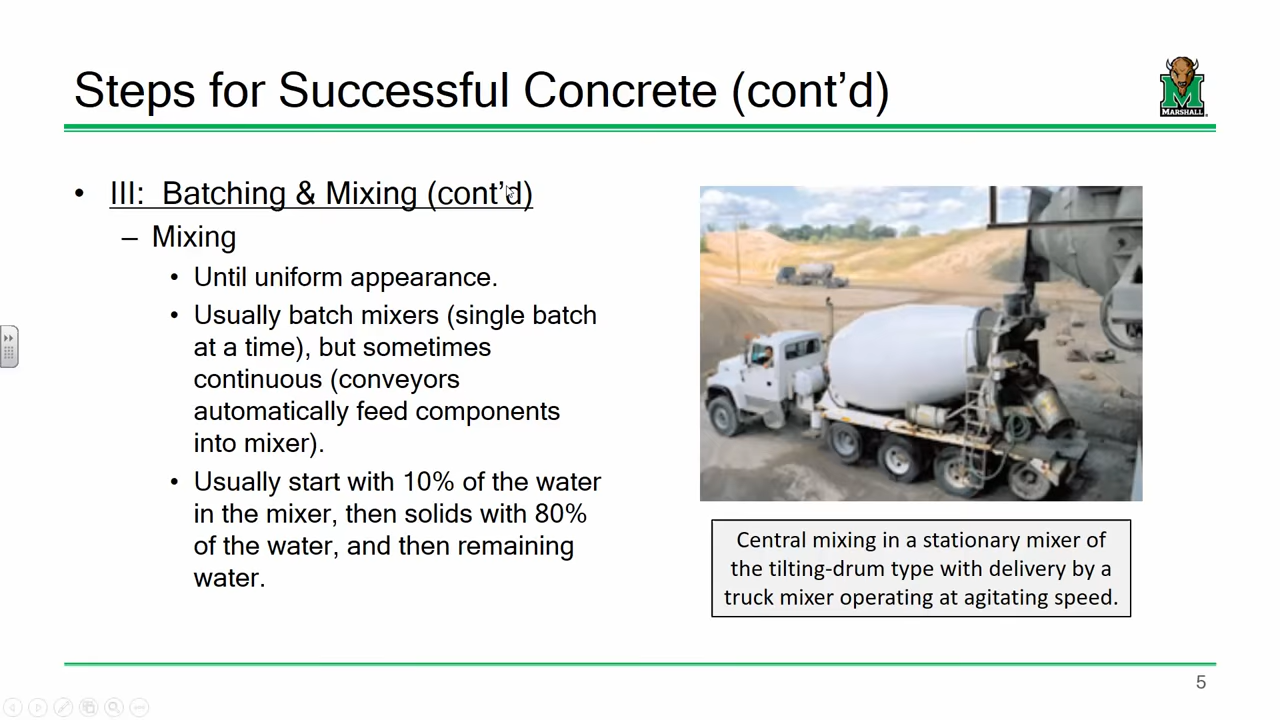 Steps for Successful Concrete (cont’d)
MARSHALL
• III: Batching & Mixing (cont’d)
– Mixing
• Until uniform appearance.
• Usually batch mixers (single batch
at a time), but sometimes
continuous (conveyors
automatically feed components
into mixer).
• Usually start with 10% of the water
in the mixer, then solids with 80%
of the water, and then remaining
water.
Central mixing in a stationary mixer of
the tilting-drum type with delivery by a
truck mixer operating at agitating speed.
5